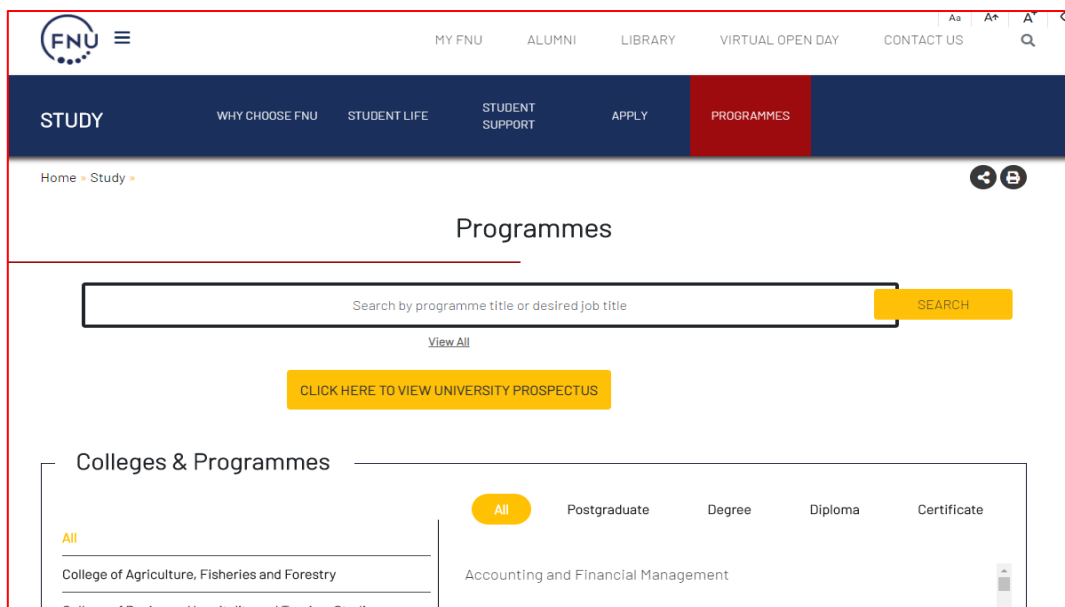 Aa A↑ A+
FNU
MY FNU ALUMNI LIBRARY VIRTUAL OPEN DAY CONTACT US
STUDY WHY CHOOSE FNU STUDENT LIFE STUDENT SUPPORT APPLY PROGRAMMES
Home » Study »
Programmes
Search by programme title or desired job title SEARCH
View All
CLICK HERE TO VIEW UNIVERSITY PROSPECTUS
Colleges & Programmes
All Postgraduate Degree Diploma Certificate
All
College of Agriculture, Fisheries and Forestry
Accounting and Financial Management